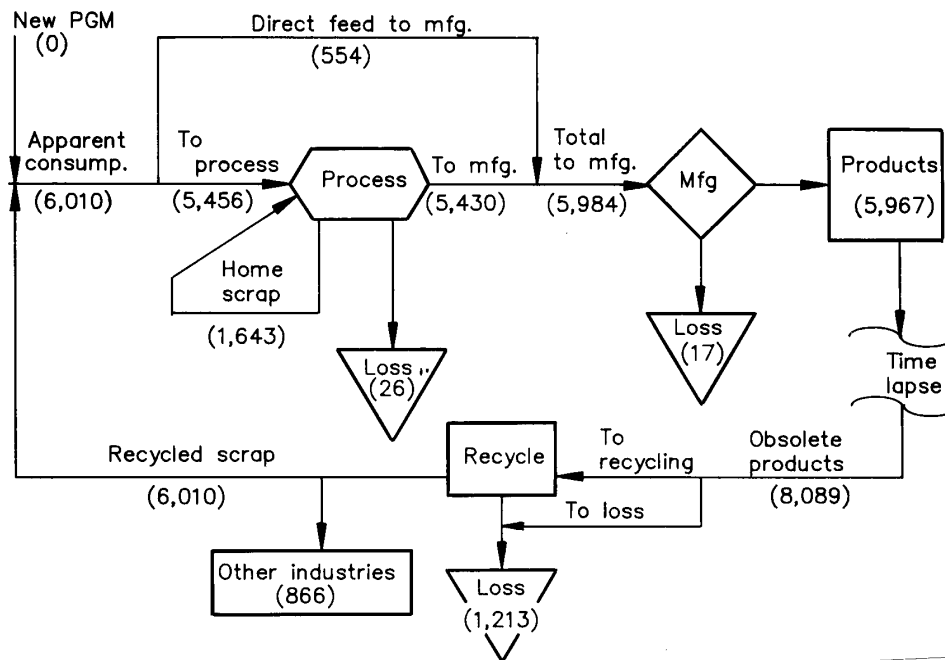 New PGM
(0)
Direct feed to mfg.
(554)
Apparent
consump.
(6,010)
To
process
(5,456)
Process
To mfg.
(5,430)
Total
to mfg.
(5,984)
Mfg
Products
(5,967)
Home
scrap
(1,643)
Loss
(26)
Loss
(17)
Time
lapse
Recycled scrap
(6,010)
Recycle
To
recycling
Obsolete
products
(8,089)
To loss
Other industries
(866)
Loss
(1,213)